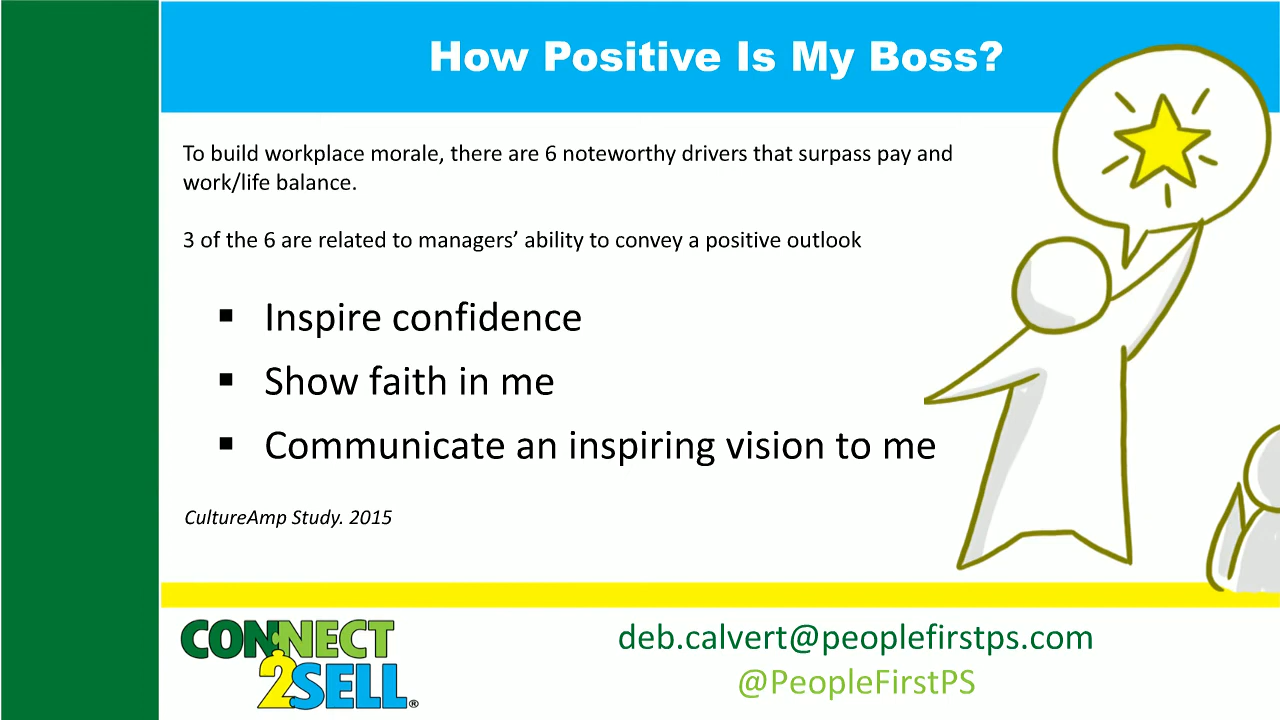 How Positive Is My Boss?
To build workplace morale, there are 6 noteworthy drivers that surpass pay and
work/life balance.
3 of the 6 are related to managers’ ability to convey a positive outlook
▪ Inspire confidence
▪ Show faith in me
▪ Communicate an inspiring vision to me
CultureAmp Study. 2015
CONNECT
2SELL®
deb.calvert@peoplefirstps.com
@PeopleFirstPS